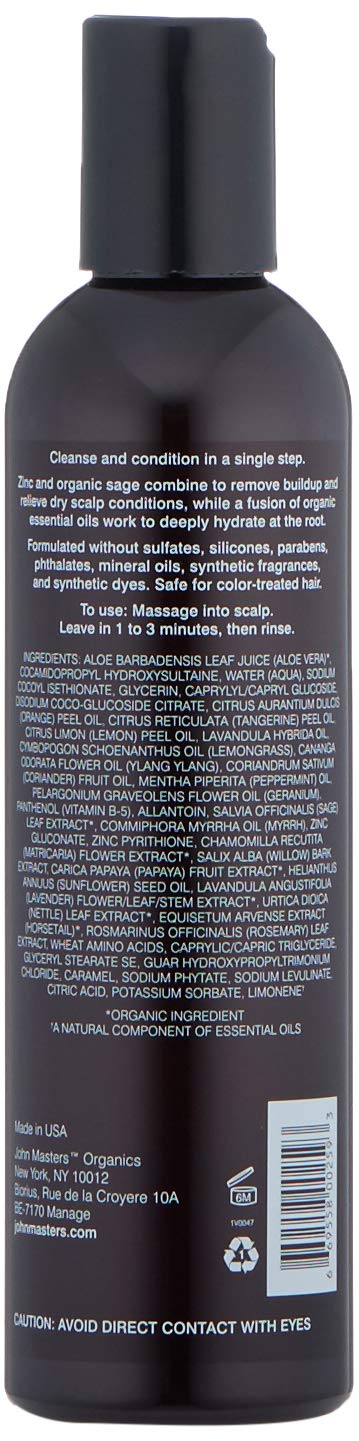 Cleanse and condition in a single step.
Zinc and organic sage combine to remove buildup and
relieve dry scalp conditions, while a fusion of organic
essential oils work to deeply hydrate at the root.
Formulated without sulfates, silicones, parabens,
phthalates, mineral oils, synthetic fragrances,
and synthetic dyes. Safe for color-treated hair.
To use: Massage into scalp.
Leave in 1 to 3 minutes, then rinse.
INGREDIENTS: ALOE BARBADENSIS LEAF JUICE (ALOE VERA)*,
COCAMIDOPROPYL HYDROXYSULTAINE, WATER (AQUA), SODIUM
COCOYL ISETHIONATE, GLYCERIN, CAPRYLYL/CAPRYL GLUCOSIDE,
DISODIUM COCO-GLUCOSIDE CITRATE, CITRUS AURANTIUM DULCIS
(ORANGE) PEEL OIL, CITRUS RETICULATA (TANGERINE) PEEL OIL,
CITRUS LIMON (LEMON) PEEL OIL, LAVANDULA HYBRIDA OIL,
CYMBOPOGON SCHOENANTHUS OIL (LEMONGRASS), CANANGA
ODORATA FLOWER OIL (YLANG YLANG), CORIANDRUM SATIVUM
(CORIANDER) FRUIT OIL, MENTHA PIPERITA (PEPPERMINT) OIL,
PELARGONIUM GRAVEOLENS FLOWER OIL (GERANIUM),
PANTHENOL (VITAMIN B-5), ALLANTOIN, SALVIA OFFICINALIS (SAGE)
LEAF EXTRACT*, COMMIPHORA MYRRHA OIL (MYRRH), ZINC
GLUCONATE, ZINC PYRITHIONE, CHAMOMILLA RECUTITA
(MATRICARIA) FLOWER EXTRACT*, SALIX ALBA (WILLOW) BARK
EXTRACT, CARICA PAPAYA (PAPAYA) FRUIT EXTRACT*, HELIANTHUS
ANNUUS (SUNFLOWER) SEED OIL, LAVANDULA ANGUSTIFOLIA
(LAVENDER) FLOWER/LEAF/STEM EXTRACT*, URTICA DIOICA
(NETTLE) LEAF EXTRACT*, EQUISETUM ARVENSE EXTRACT
(HORSETAIL)*, ROSMARINUS OFFICINALIS (ROSEMARY) LEAF
EXTRACT, WHEAT AMINO ACIDS, CAPRYLIC/CAPRIC TRIGLYCERIDE,
GLYCERYL STEARATE SE, GUAR HYDROXYPROPYLTRIMONIUM
CHLORIDE, CARAMEL, SODIUM PHYTATE, SODIUM LEVULINATE,
CITRIC ACID, POTASSIUM SORBATE, LIMONENE†
*ORGANIC INGREDIENT
†A NATURAL COMPONENT OF ESSENTIAL OILS
Made in USA
John Masters™ Organics
New York, NY 10012
Biorius, Rue de la Croyere 10A
BE-7170 Manage
johnmasters.com
6M
1V0047
6 69558 00259 3
CAUTION: AVOID DIRECT CONTACT WITH EYES